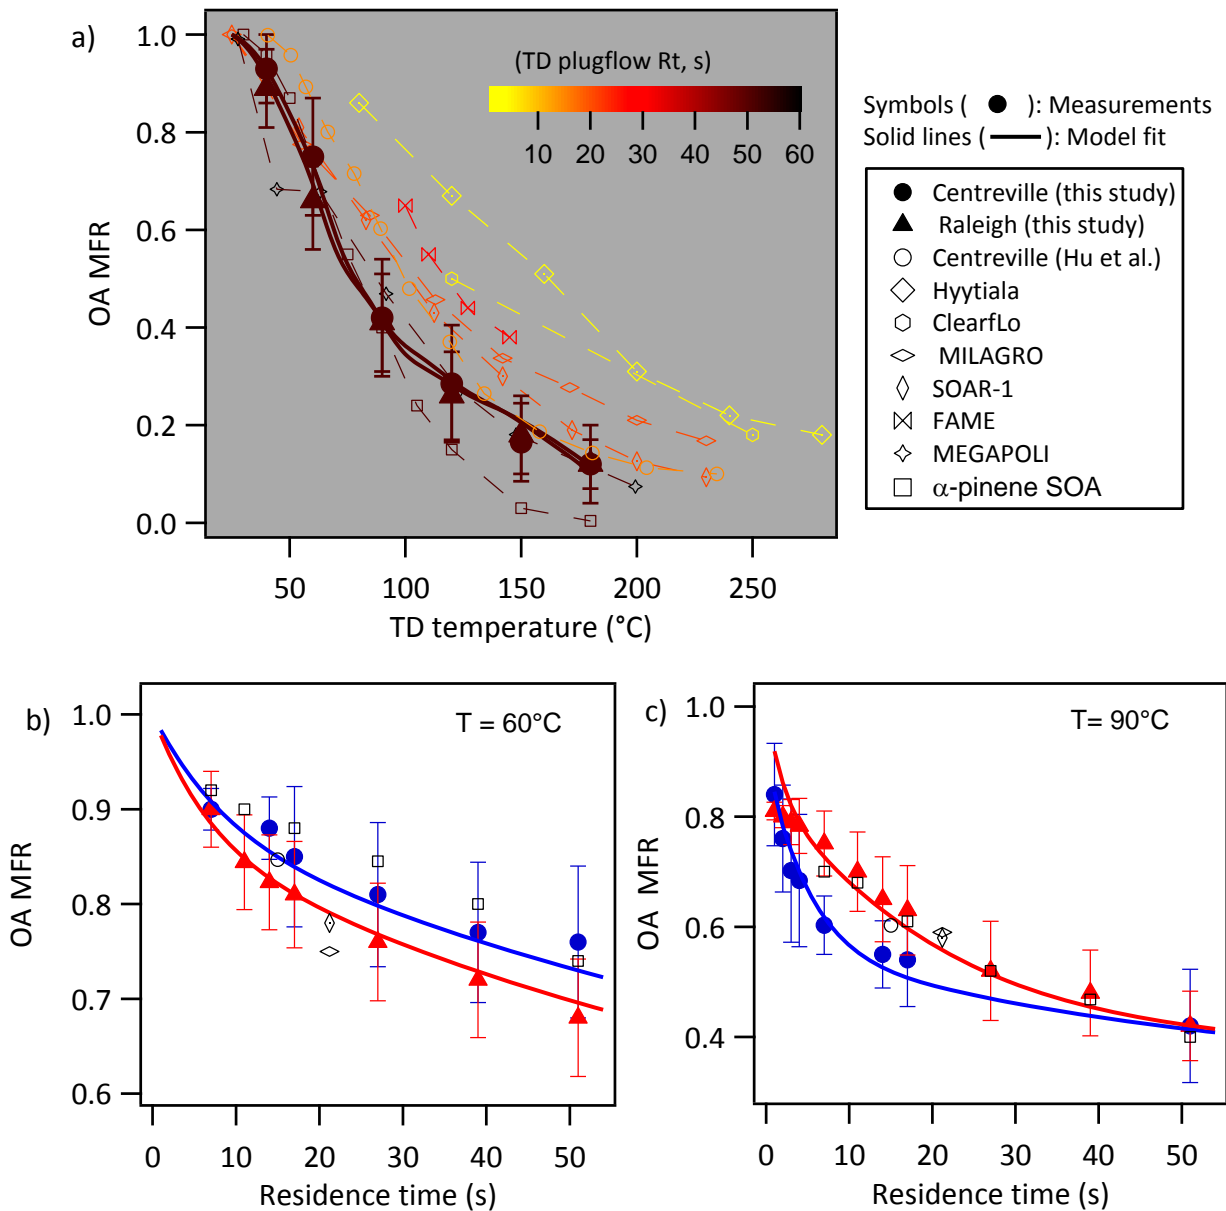 a)
1.0
0.8
0.6
0.4
0.2
0.0
OA MFR
(TD plugflow Rt, s)
10 20 30 40 50 60
50 100 150 200 250
TD temperature (°C)
Symbols ( ): Measurements
Solid lines ( ): Model fit
Centreville (this study)
Raleigh (this study)
Centreville (Hu et al.)
Hyytiala
ClearfLo
MILAGRO
SOAR-1
FAME
MEGAPOLI
α-pinene SOA
b)
T = 60°C
1.0
0.9
0.8
0.7
0.6
OA MFR
0 10 20 30 40 50
Residence time (s)
c)
T= 90°C
1.0
0.8
0.6
0.4
OA MFR
0 10 20 30 40 50
Residence time (s)